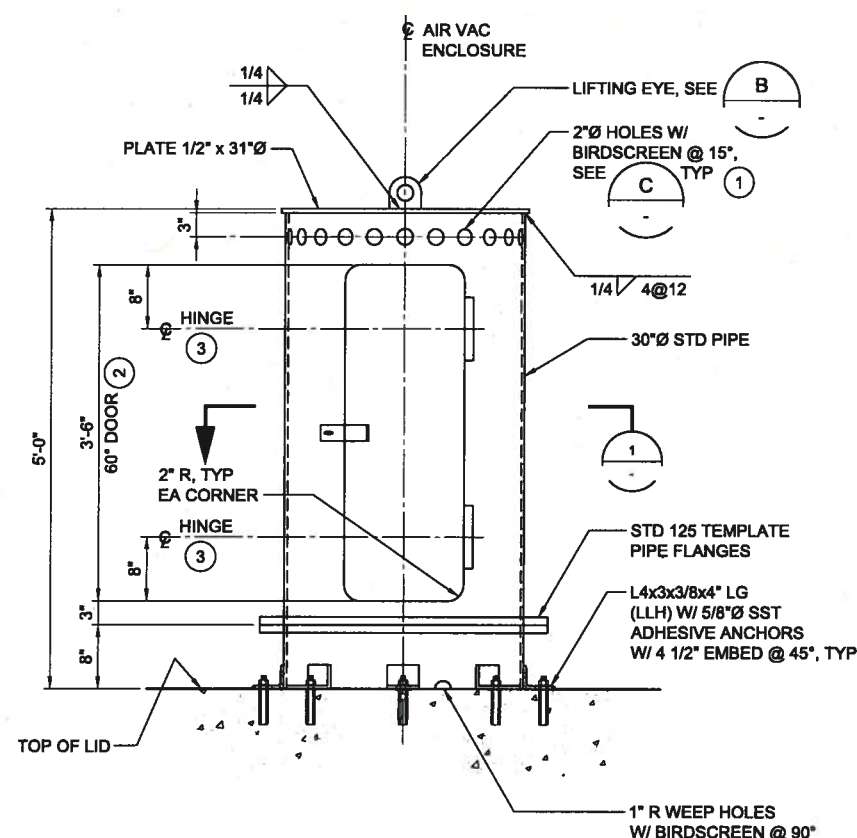 ℄ AIR VAC
ENCLOSURE
1/4
1/4
LIFTING EYE, SEE
B
-
PLATE 1/2" x 31"Ø
2"Ø HOLES W/
BIRDSCREEN @ 15°,
SEE
TYP
1
C
-
3"
1/4
4@12
8"
℄ HINGE
3
30"Ø STD PIPE
5'-0"
3'-6"
60° DOOR
2
2" R, TYP
EA CORNER
1
-
℄ HINGE
3
8"
STD 125 TEMPLATE
PIPE FLANGES
3"
8"
L4x3x3/8x4" LG
(LLH) W/ 5/8"Ø SST
ADHESIVE ANCHORS
W/ 4 1/2" EMBED @ 45°, TYP
TOP OF LID
1" R WEEP HOLES
W/ BIRDSCREEN @ 90°